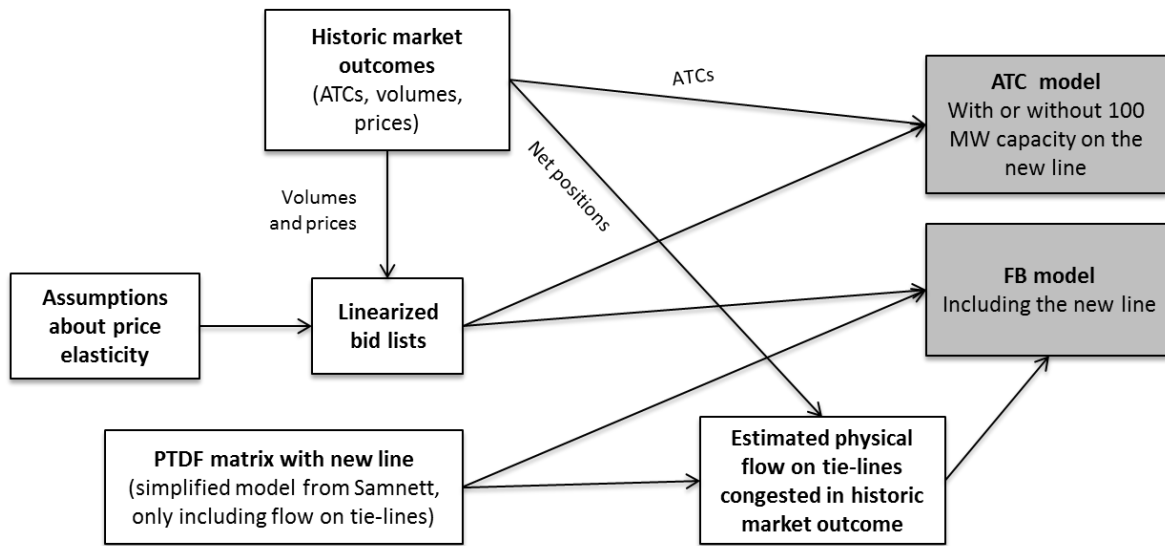 Historic market
outcomes
(ATCs, volumes,
prices)
ATCs
ATC model
With or without 100
MW capacity on the
new line
Net positions
Volumes
and prices
FB model
Including the new line
Assumptions
about price
elasticity
Linearized
bid lists
PTDF matrix with new line
(simplified model from Samnett,
only including flow on tie-lines)
Estimated physical
flow on tie-lines
congested in historic
market outcome